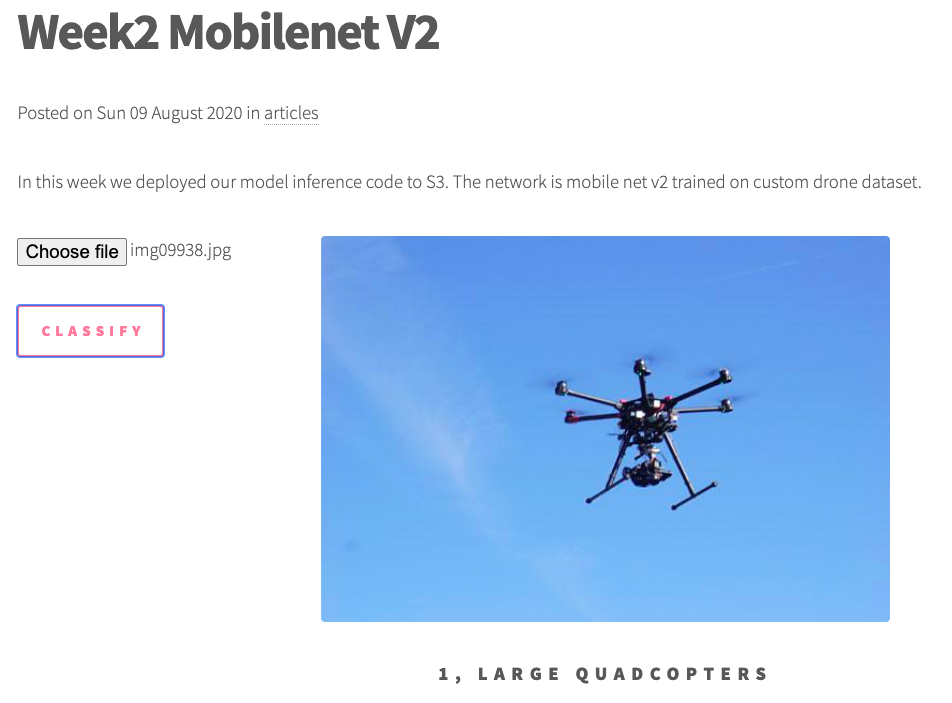 Week2 Mobilenet V2
Posted on Sun 09 August 2020 in articles
In this week we deployed our model inference code to S3. The network is mobile net v2 trained on custom drone dataset.
Choose file img09938.jpg
CLASSIFY
1, LARGE QUADCOPTERS